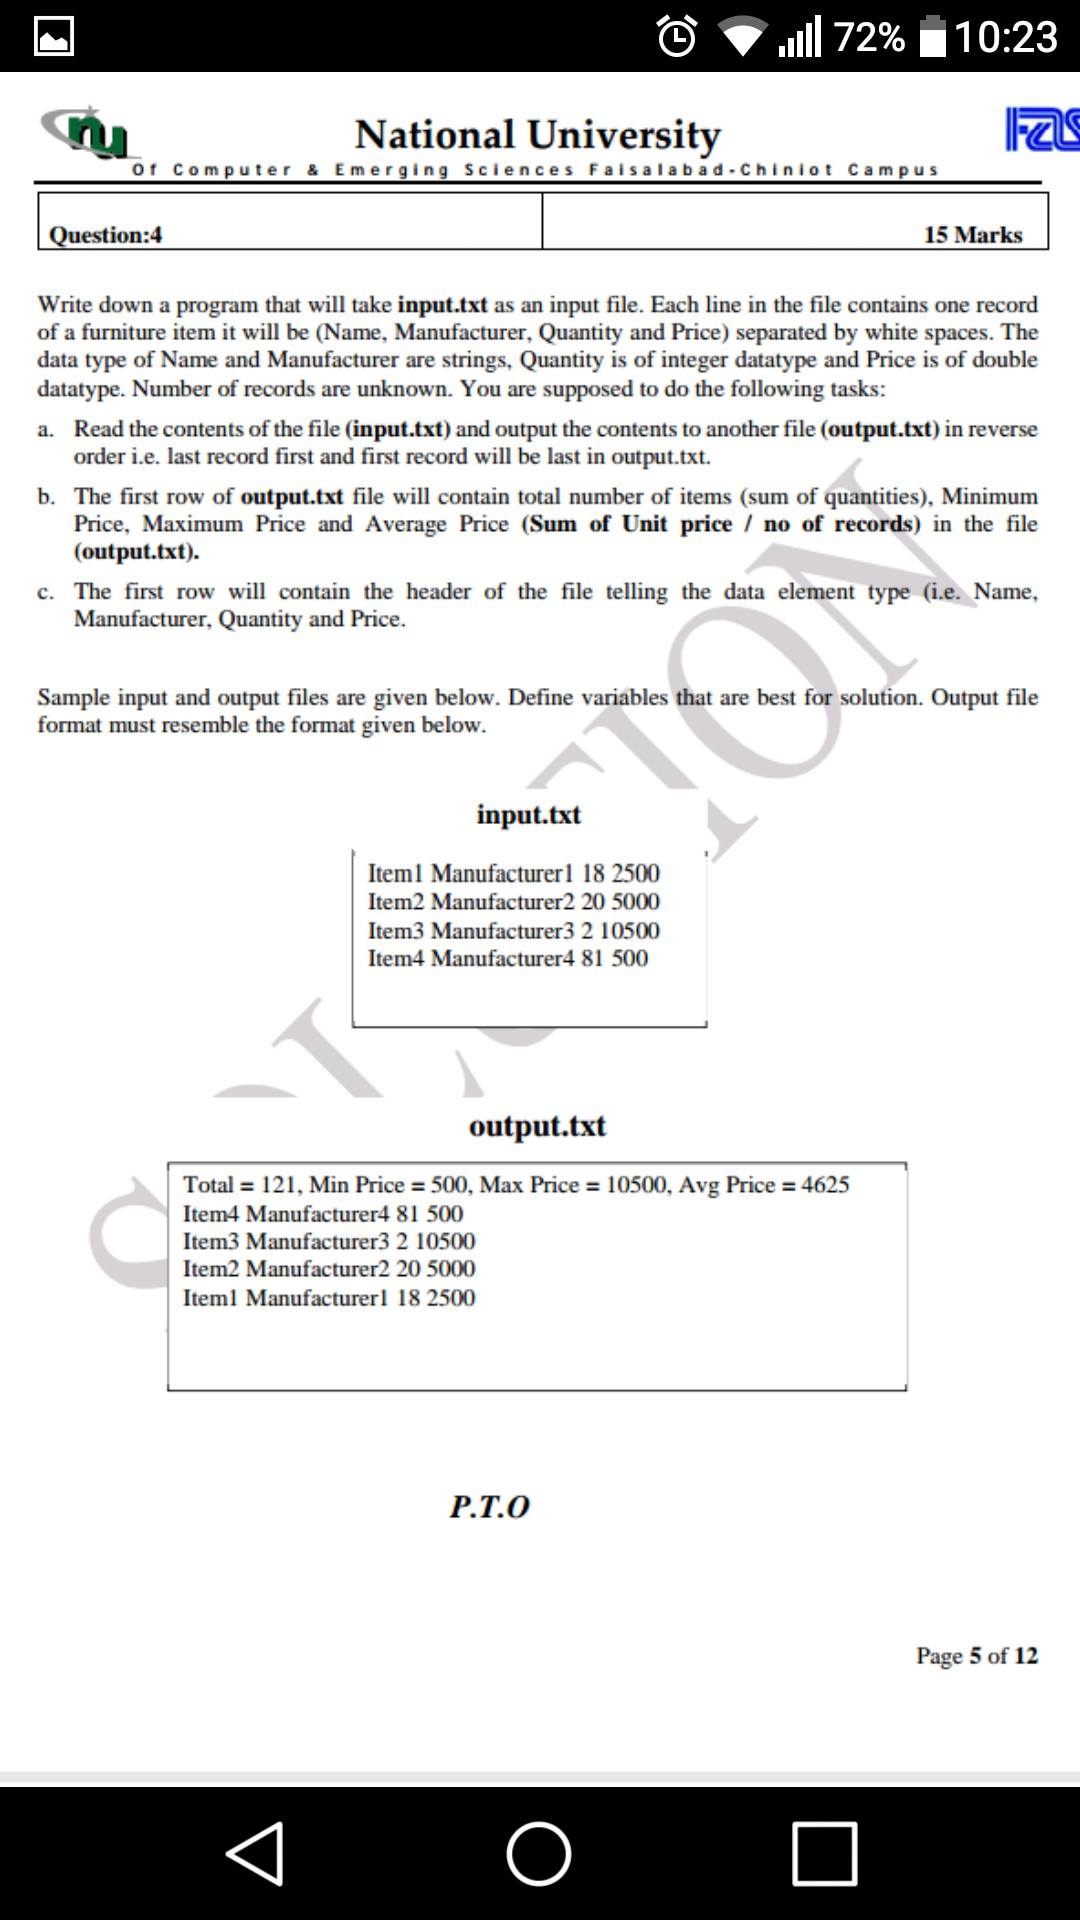 72% 10:23
nu
National University
Of Computer & Emerging Sciences Faisalabad-Chiniot Campus
Question:4
15 Marks
Write down a program that will take input.txt as an input file. Each line in the file contains one record
of a furniture item it will be (Name, Manufacturer, Quantity and Price) separated by white spaces. The
data type of Name and Manufacturer are strings, Quantity is of integer datatype and Price is of double
datatype. Number of records are unknown. You are supposed to do the following tasks:
a. Read the contents of the file (input.txt) and output the contents to another file (output.txt) in reverse
order i.e. last record first and first record will be last in output.txt.
b. The first row of output.txt file will contain total number of items (sum of quantities), Minimum
Price, Maximum Price and Average Price (Sum of Unit price / no of records) in the file
(output.txt).
c. The first row will contain the header of the file telling the data element type (i.e. Name,
Manufacturer, Quantity and Price.
Sample input and output files are given below. Define variables that are best for solution. Output file
format must resemble the format given below.
input.txt
Item1 Manufacturer1 18 2500
Item2 Manufacturer2 20 5000
Item3 Manufacturer3 2 10500
Item4 Manufacturer4 81 500
output.txt
Total = 121, Min Price = 500, Max Price = 10500, Avg Price = 4625
Item4 Manufacturer4 81 500
Item3 Manufacturer3 2 10500
Item2 Manufacturer2 20 5000
Item1 Manufacturer1 18 2500
P.T.O
Page 5 of 12